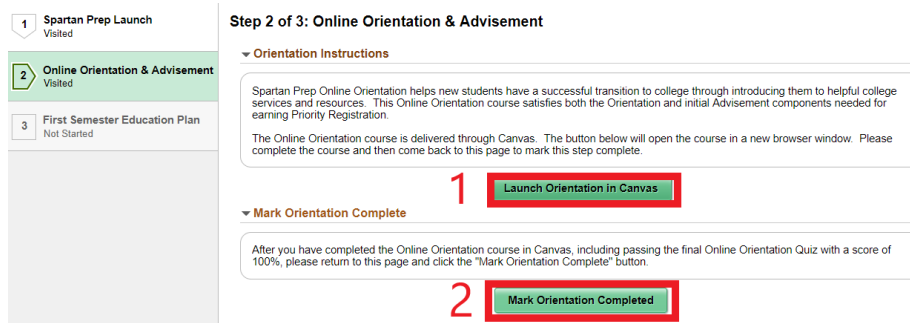 1
Spartan Prep Launch
Visited
2
Online Orientation & Advisement
Visited
3
First Semester Education Plan
Not Started
Step 2 of 3: Online Orientation & Advisement
Orientation Instructions
Spartan Prep Online Orientation helps new students have a successful transition to college through introducing them to helpful college
services and resources. This Online Orientation course satisfies both the Orientation and initial Advisement components needed for
earning Priority Registration.
The Online Orientation course is delivered through Canvas. The button below will open the course in a new browser window. Please
complete the course and then come back to this page to mark this step complete.
1
Launch Orientation in Canvas
Mark Orientation Complete
After you have completed the Online Orientation course in Canvas, including passing the final Online Orientation Quiz with a score of
100%, please return to this page and click the "Mark Orientation Complete" button.
2
Mark Orientation Completed